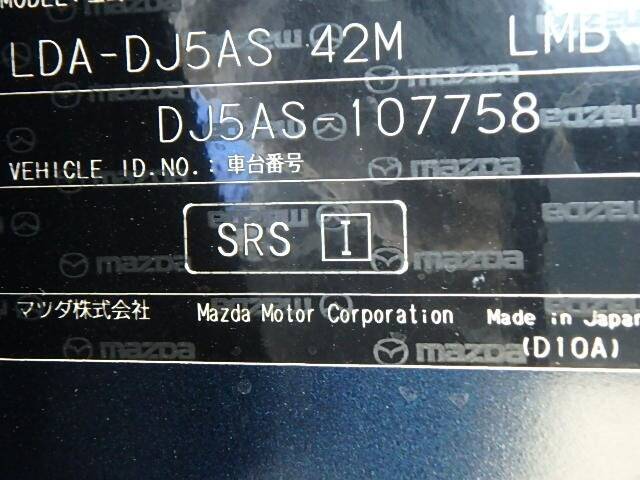 LDA-DJ5AS 42M LMB
DJ5AS-107758
VEHICLE ID.NO.: 車台番号
SRS I
マツダ株式会社 Mazda Motor Corporation Made in Japan
(D10A)